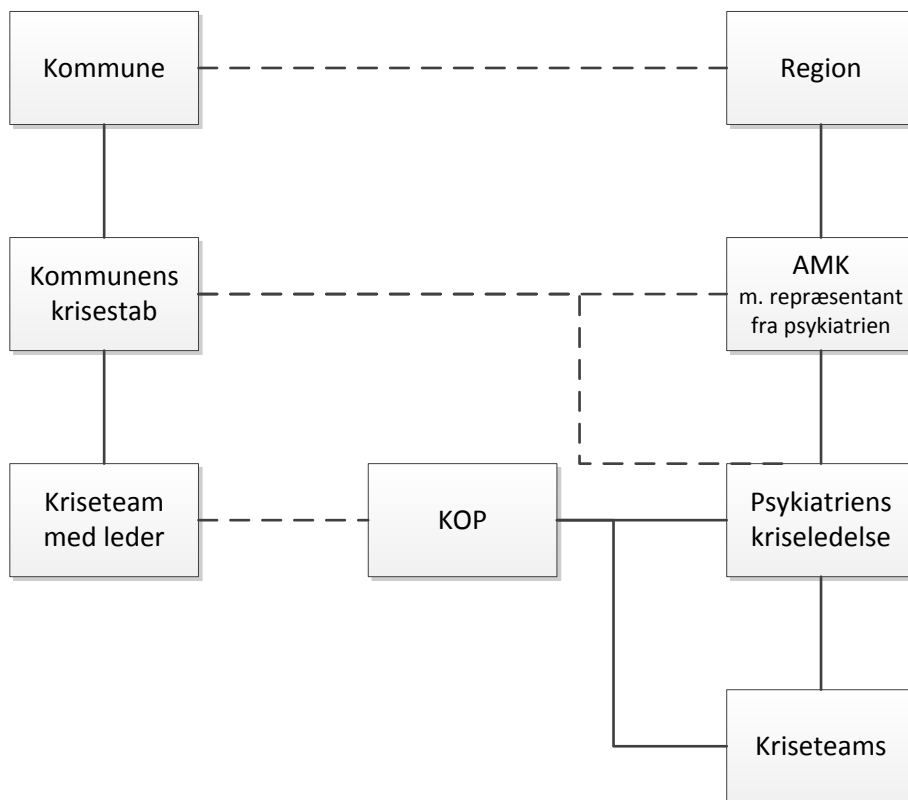 Kommune
Region
Kommunens
krisestab
AMK
m. repræsentant
fra psykiatrien
Kriseteam
med leder
KOP
Psykiatriens
kriseledelse
Kriseteams